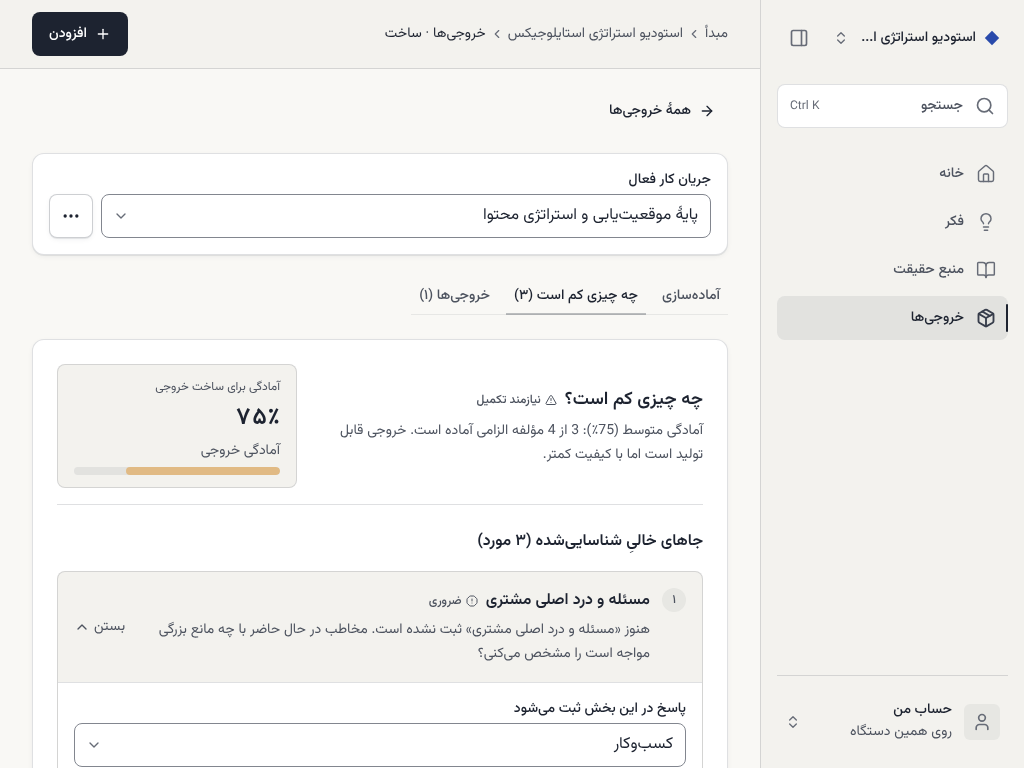 استودیو استراتژی ا...
جستجو
Ctrl K
خانه
فکر
منبع حقیقت
خروجی‌ها
حساب من
روی همین دستگاه
مبدأ
استودیو استراتژی استایلوجیکس
خروجی‌ها · ساخت
افزودن
همهٔ خروجی‌ها
جریان کار فعال
پایهٔ موقعیت‌یابی و استراتژی محتوا
آماده‌سازی
چه چیزی کم است (۳)
خروجی‌ها (۱)
چه چیزی کم است؟
نیازمند تکمیل
آمادگی متوسط (75٪): 3 از 4 مؤلفه الزامی آماده است. خروجی قابل
تولید است اما با کیفیت کمتر.
آمادگی برای ساخت خروجی
۷۵٪
آمادگی خروجی
جاهای خالیِ شناسایی‌شده (۳ مورد)
۱
مسئله و درد اصلی مشتری
ضروری
هنوز «مسئله و درد اصلی مشتری» ثبت نشده است. مخاطب در حال حاضر با چه مانع بزرگی
مواجه است را مشخص می‌کنی؟
بستن
پاسخ در این بخش ثبت می‌شود
کسب‌وکار